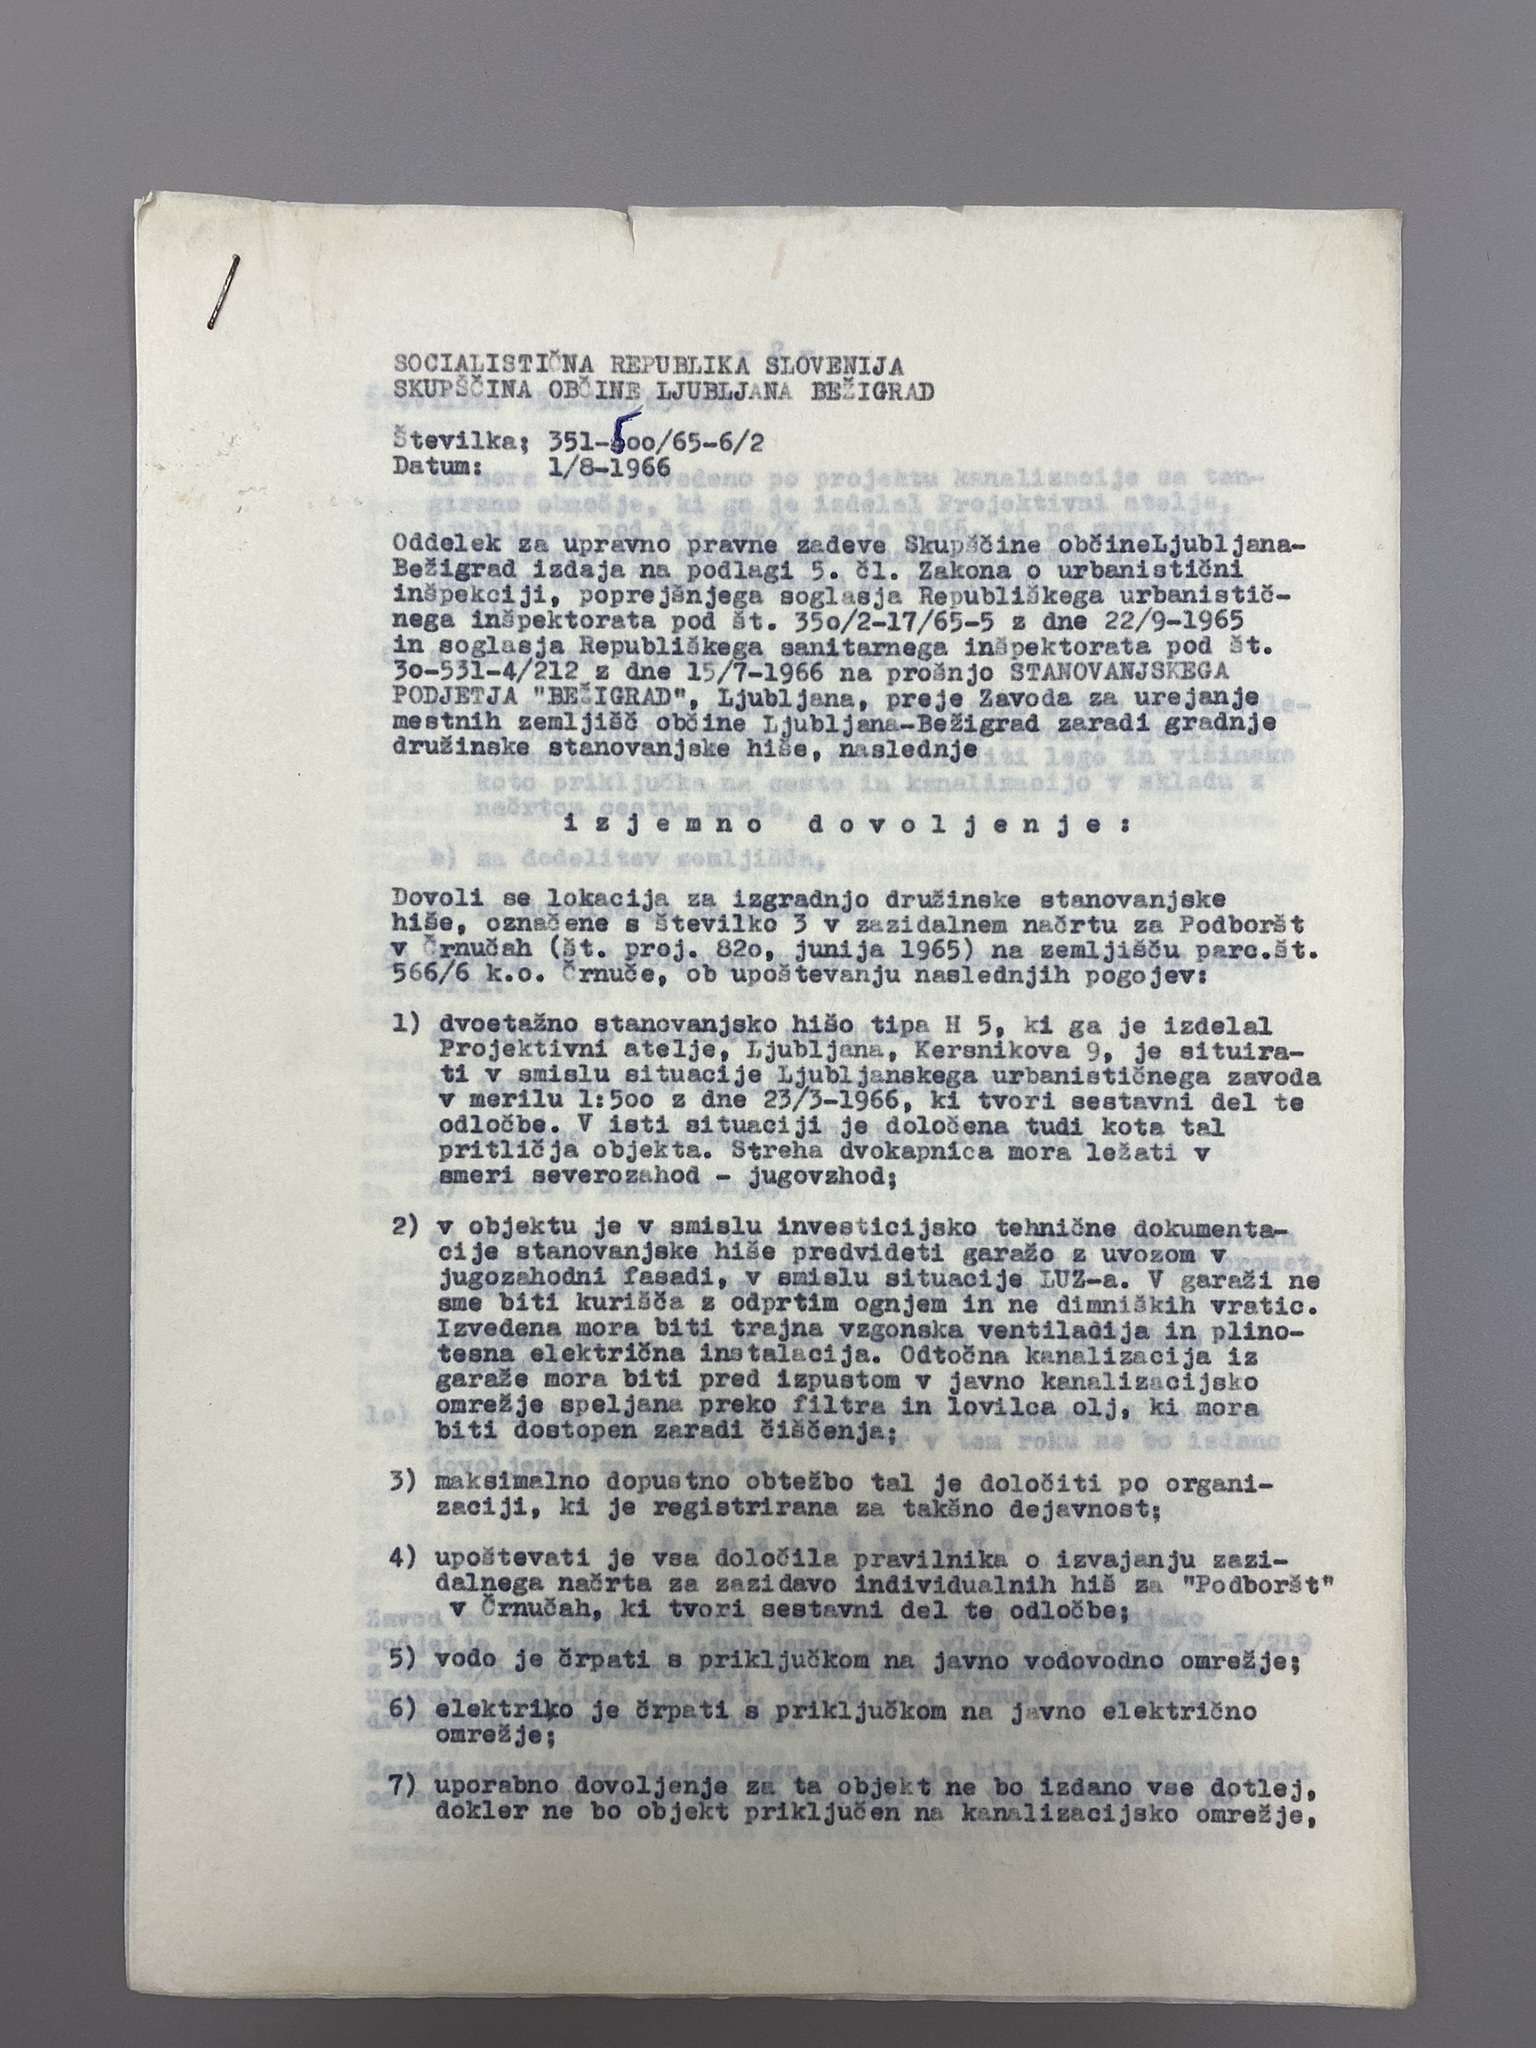 SOCIALISTIČNA REPUBLIKA SLOVENIJA
SKUPŠČINA OBČINE LJUBLJANA BEŽIGRAD
Številka: 351-500/65-6/2
Datum: 1/8-1966
Oddelek za upravno pravne zadeve Skupščine občineLjubljana-
Bežigrad izdaja na podlagi 5. čl. Zakona o urbanistični
inšpekciji, poprejšnjega soglasja Republiškega urbanistič-
nega inšpektorata pod št. 35o/2-17/65-5 z dne 22/9-1965
in soglasja Republiškega sanitarnega inšpektorata pod št.
3o-531-4/212 z dne 15/7-1966 na prošnjo STANOVANJSKEGA
PODJETJA "BEŽIGRAD", Ljubljana, preje Zavoda za urejanje
mestnih zemljišč občine Ljubljana-Bežigrad zaradi gradnje
družinske stanovanjske hiše, naslednje
i z j e m n o d o v o l j e n j e :
Dovoli se lokacija za izgradnjo družinske stanovanjske
hiše, označene s številko 3 v zazidalnem načrtu za Podboršt
v Črnučah (št. proj. 82o, junija 1965) na zemljišču parc.št.
566/6 k.o. Črnuče, ob upoštevanju naslednjih pogojev:
1) dvoetažno stanovanjsko hišo tipa H 5, ki ga je izdelal
Projektivni atelje, Ljubljana, Kersnikova 9, je situira-
ti v smislu situacije Ljubljanskega urbanističnega zavoda
v merilu 1:5oo z dne 23/3-1966, ki tvori sestavni del te
odločbe. V isti situaciji je določena tudi kota tal
pritličja objekta. Streha dvokapnica mora ležati v
smeri severozahod - jugovzhod;
2) v objektu je v smislu investicijsko tehnične dokumenta-
cije stanovanjske hiše predvideti garažo z uvozom v
jugozahodni fasadi, v smislu situacije LUZ-a. V garaži ne
sme biti kurišča z odprtim ognjem in ne dimniških vratic.
Izvedena mora biti trajna vzgonska ventilacija in plino-
tesna električna instalacija. Odtočna kanalizacija iz
garaže mora biti pred izpustom v javno kanalizacijsko
omrežje speljana preko filtra in lovilca olj, ki mora
biti dostopen zaradi čiščenja;
3) maksimalno dopustno obtežbo tal je določiti po organi-
zaciji, ki je registrirana za takšno dejavnost;
4) upoštevati je vsa določila pravilnika o izvajanju zazi-
dalnega načrta za zazidavo individualnih hiš za "Podboršt"
v Črnučah, ki tvori sestavni del te odločbe;
5) vodo je črpati s priključkom na javno vodovodno omrežje;
6) elektriko je črpati s priključkom na javno električno
omrežje;
7) uporabno dovoljenje za ta objekt ne bo izdano vse dotlej,
dokler ne bo objekt priključen na kanalizacijsko omrežje,